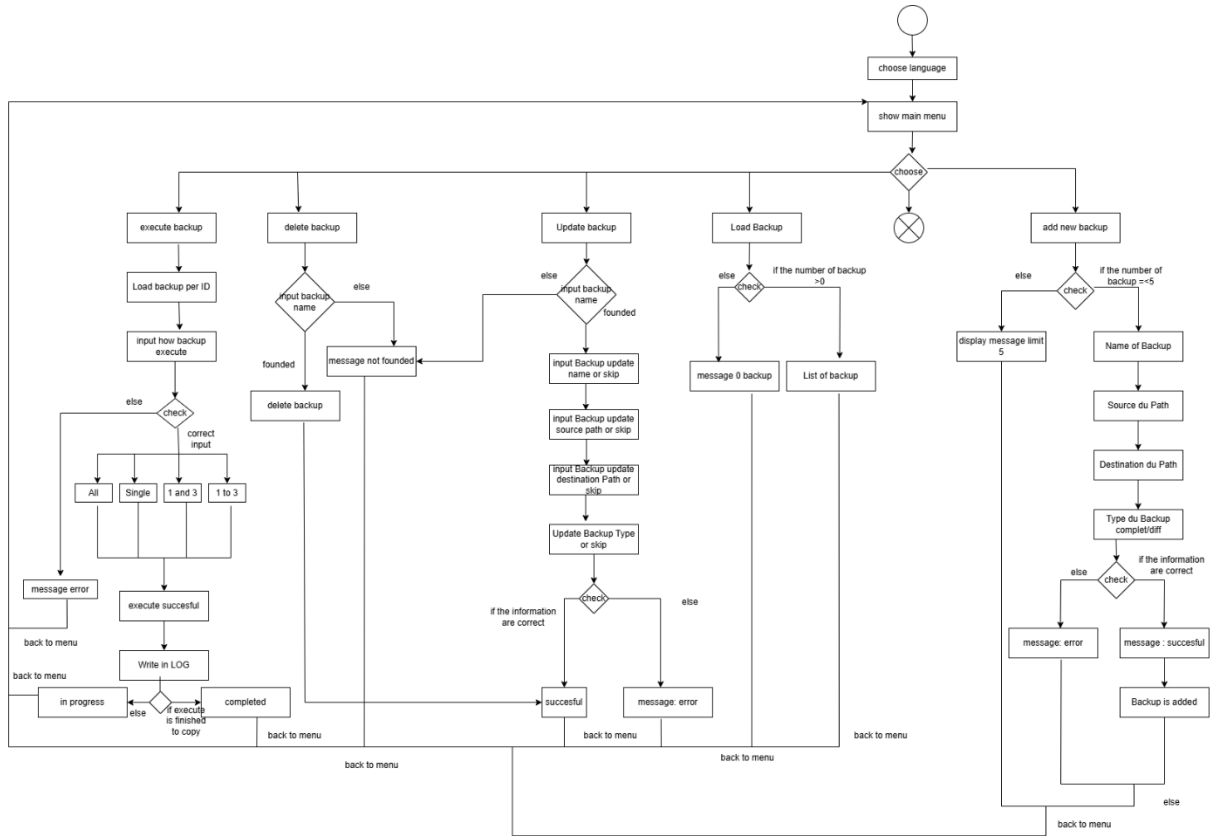 choose language
show main menu
choose
execute backup
delete backup
Update backup
Load Backup
add new backup
Load backup per ID
input backup
name
else
else
input backup
name
founded
else
check
if the number of backup
>0
else
check
if the number of
backup =<5
input how backup
execute
founded
message not founded
input Backup update
name or skip
message 0 backup
List of backup
display message limit
5
Name of Backup
else
check
correct
input
delete backup
input Backup update
source path or skip
Source du Path
All
Single
1 and 3
1 to 3
input Backup update
destination Path or
skip
Destination du Path
Update Backup Type
or skip
Type du Backup
complet/diff
message error
execute succesful
if the information
are correct
check
else
else
check
if the information
are correct
back to menu
Write in LOG
message: error
message : succesful
back to menu
in progress
else
if execute
is finished
to copy
completed
succesful
message: error
Backup is added
back to menu
back to menu
back to menu
back to menu
back to menu
back to menu
else
back to menu